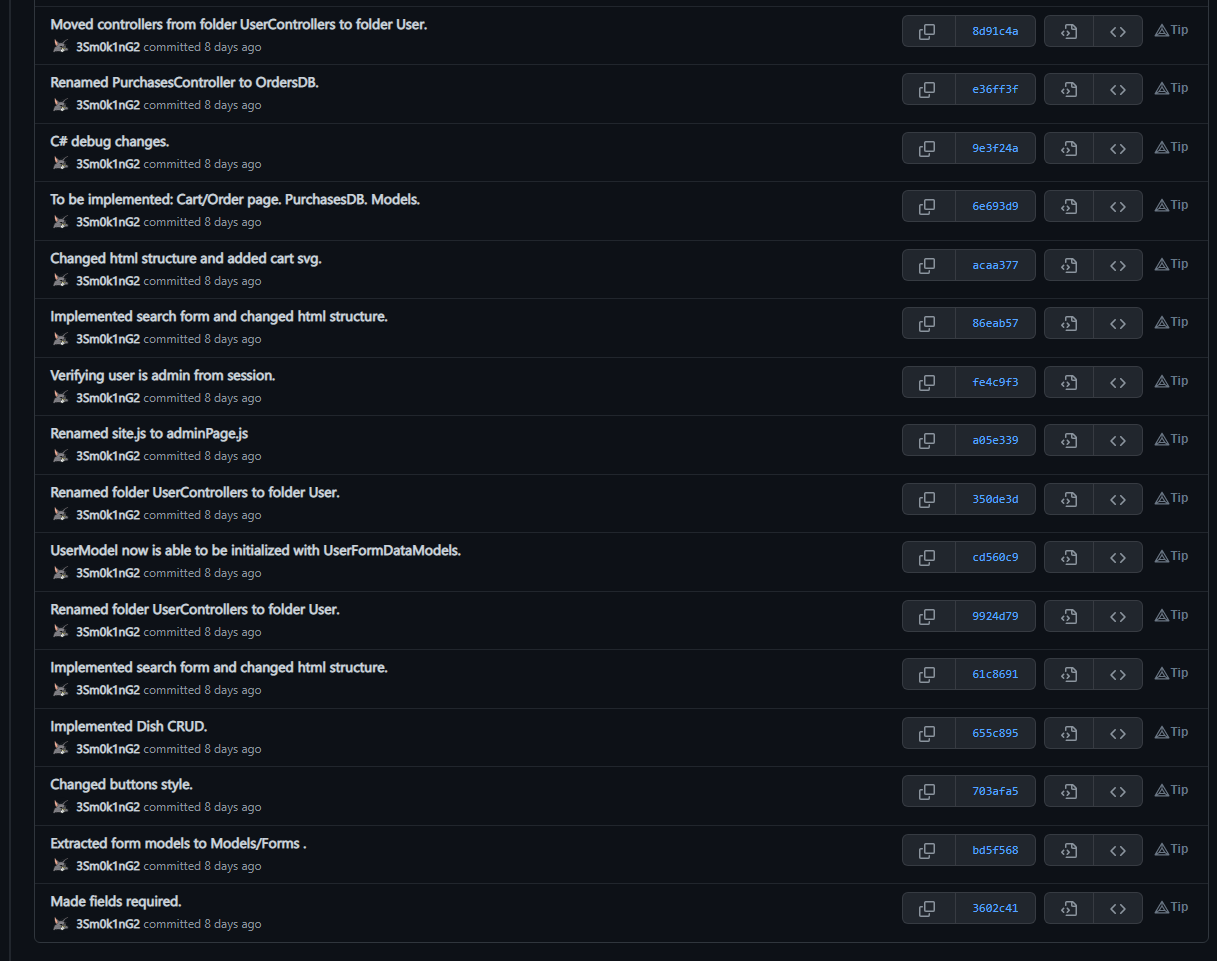 Moved controllers from folder UserControllers to folder User.
8d91c4a
Tip
3Sm0k1nG2 committed 8 days ago
Renamed PurchasesController to OrdersDB.
e36ff3f
Tip
3Sm0k1nG2 committed 8 days ago
C# debug changes.
9e3f24a
Tip
3Sm0k1nG2 committed 8 days ago
To be implemented: Cart/Order page. PurchasesDB. Models.
6e693d9
Tip
3Sm0k1nG2 committed 8 days ago
Changed html structure and added cart svg.
acaa377
Tip
3Sm0k1nG2 committed 8 days ago
Implemented search form and changed html structure.
86eab57
Tip
3Sm0k1nG2 committed 8 days ago
Verifying user is admin from session.
fe4c9f3
Tip
3Sm0k1nG2 committed 8 days ago
Renamed site.js to adminPage.js
a05e339
Tip
3Sm0k1nG2 committed 8 days ago
Renamed folder UserControllers to folder User.
350de3d
Tip
3Sm0k1nG2 committed 8 days ago
UserModel now is able to be initialized with UserFormDataModels.
cd560c9
Tip
3Sm0k1nG2 committed 8 days ago
Renamed folder UserControllers to folder User.
9924d79
Tip
3Sm0k1nG2 committed 8 days ago
Implemented search form and changed html structure.
61c8691
Tip
3Sm0k1nG2 committed 8 days ago
Implemented Dish CRUD.
655c895
Tip
3Sm0k1nG2 committed 8 days ago
Changed buttons style.
703afa5
Tip
3Sm0k1nG2 committed 8 days ago
Extracted form models to Models/Forms .
bd5f568
Tip
3Sm0k1nG2 committed 8 days ago
Made fields required.
3602c41
Tip
3Sm0k1nG2 committed 8 days ago